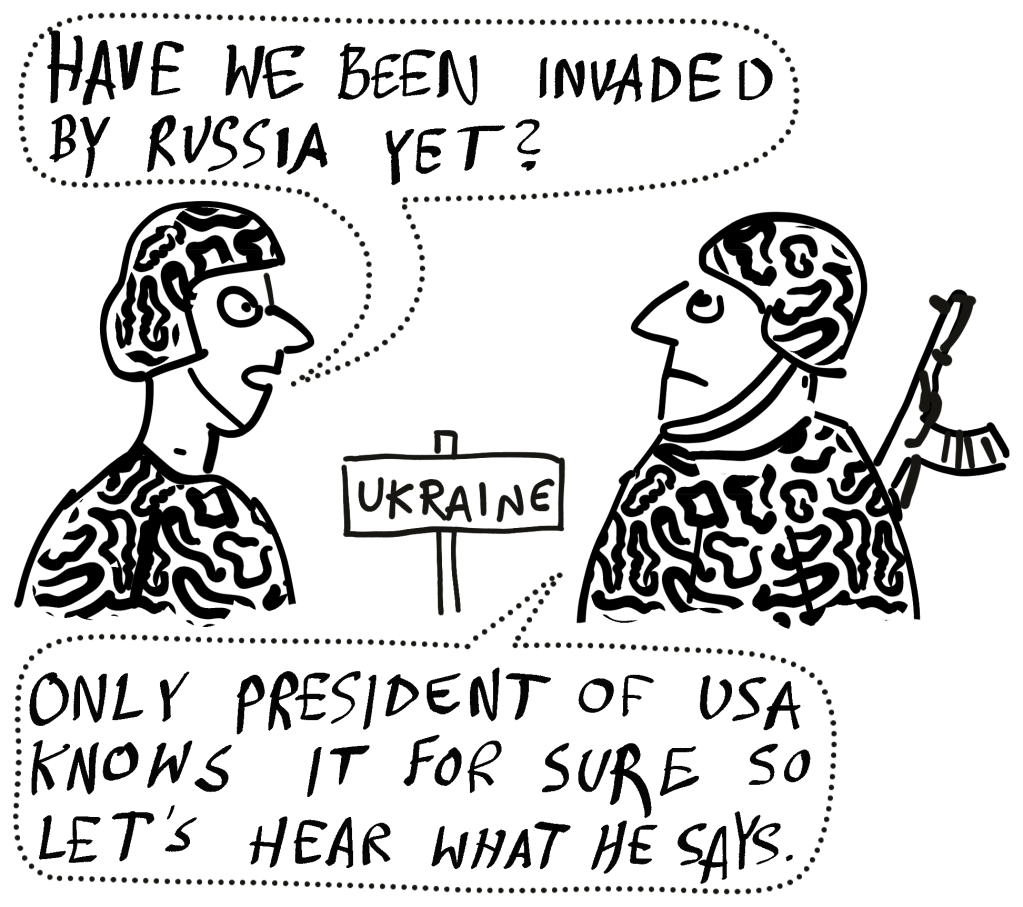 HAVE WE BEEN INVADED
BY RUSSIA YET?
UKRAINE
ONLY PRESIDENT OF USA
KNOWS IT FOR SURE SO
LET'S HEAR WHAT HE SAYS.